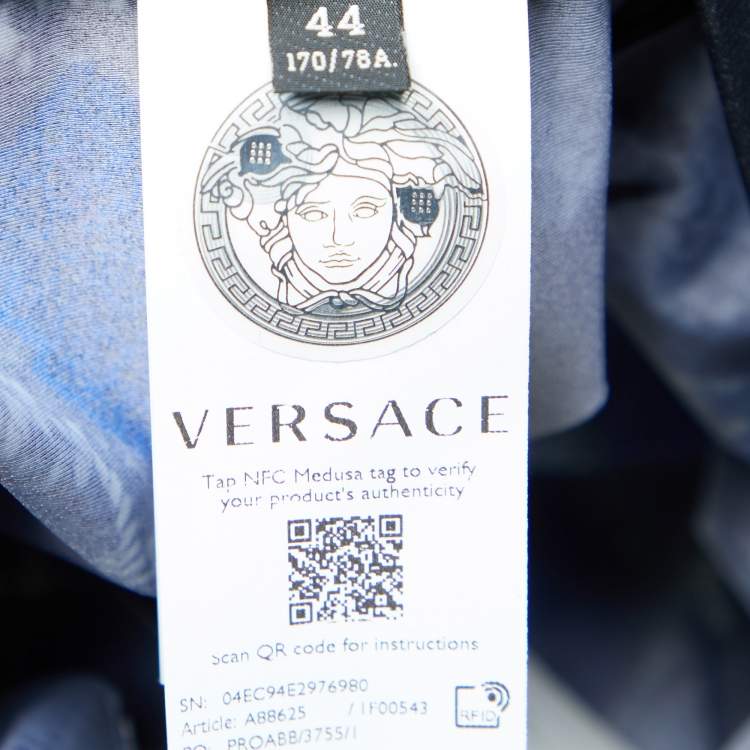 44
170/78A.
VERSACE
Tap NFC Medusa tag to verify
your product's authenticity
Scan QR code for instructions
SN: 04EC94E2976980
Article: A88625 / 1F00543
PO: PROABB/3755/1
RFID